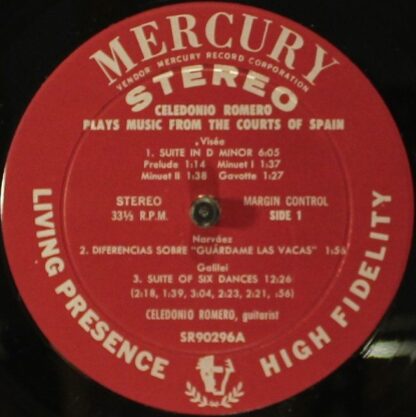 MERCURY
VENDOR MERCURY RECORD CORPORATION
STEREO
CELEDONIO ROMERO
PLAYS MUSIC FROM THE COURTS OF SPAIN
Visée
1. SUITE IN D MINOR 6:05
Prelude 1:14 Minuet I 1:37
Minuet II 1:38 Gavotte 1:27
STEREO
33⅓ R.P.M.
MARGIN CONTROL
SIDE 1
Narváez
2. DIFERENCIAS SOBRE "GUÁRDAME LAS VACAS" 1:56
Galilei
3. SUITE OF SIX DANCES 12:26
(2:18, 1:39, 3:04, 2:23, 2:21, :56)
CELEDONIO ROMERO, guitarist
SR90296A
LIVING PRESENCE
HIGH FIDELITY